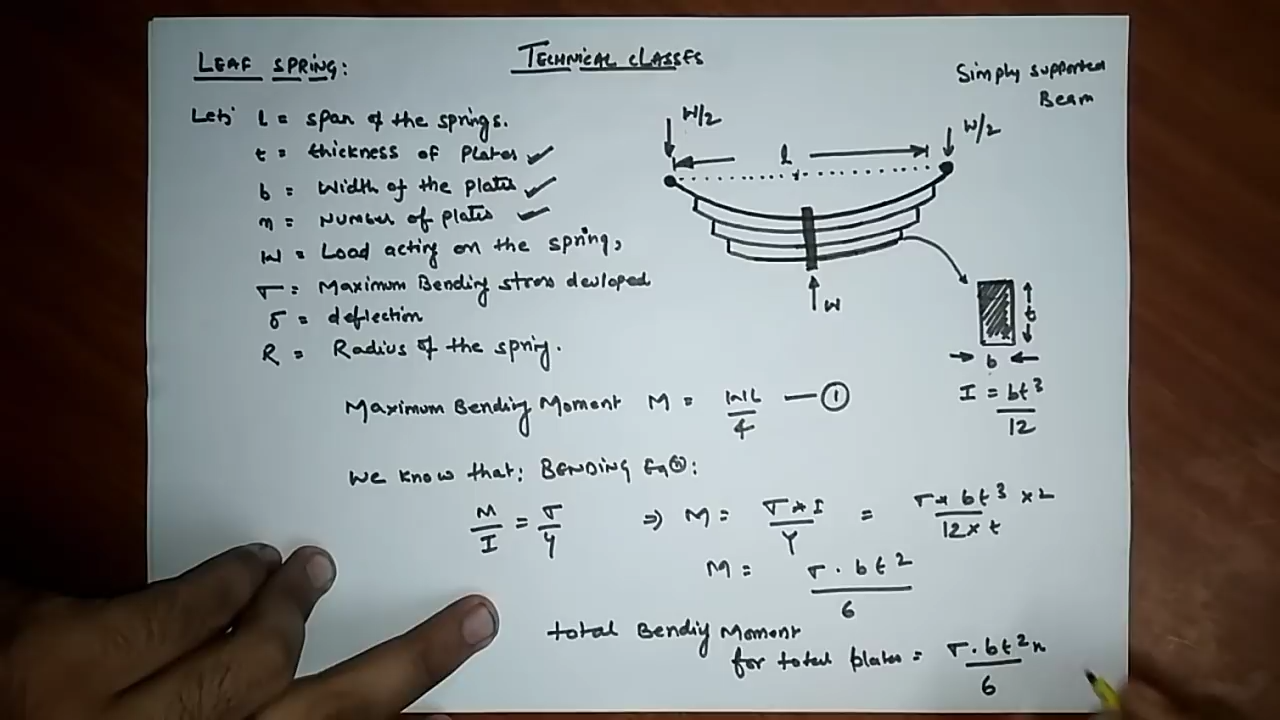 LEAF SPRING:
TECHNICAL CLASSES
Simply supported
Beam
Let; l = span of the springs.
t = thickness of Plates ✓
b = Width of the plates ✓
n = Number of plates ✓
W = Load acting on the spring,
σ = Maximum Bending stress devloped
δ = deflection
R = Radius of the spring.
W/2
W/2
l
W
t
b
I = bt³/12
Maximum Bending Moment M = Wl/4 — ①
We know that: BENDING Eqⓝ:
M/I = σ/Y ⇒ M = σ*I/Y = σ* bt³ ×2/12×t
M = σ . bt²/6
total Bending Moment
for total plates = σ . bt²n/6